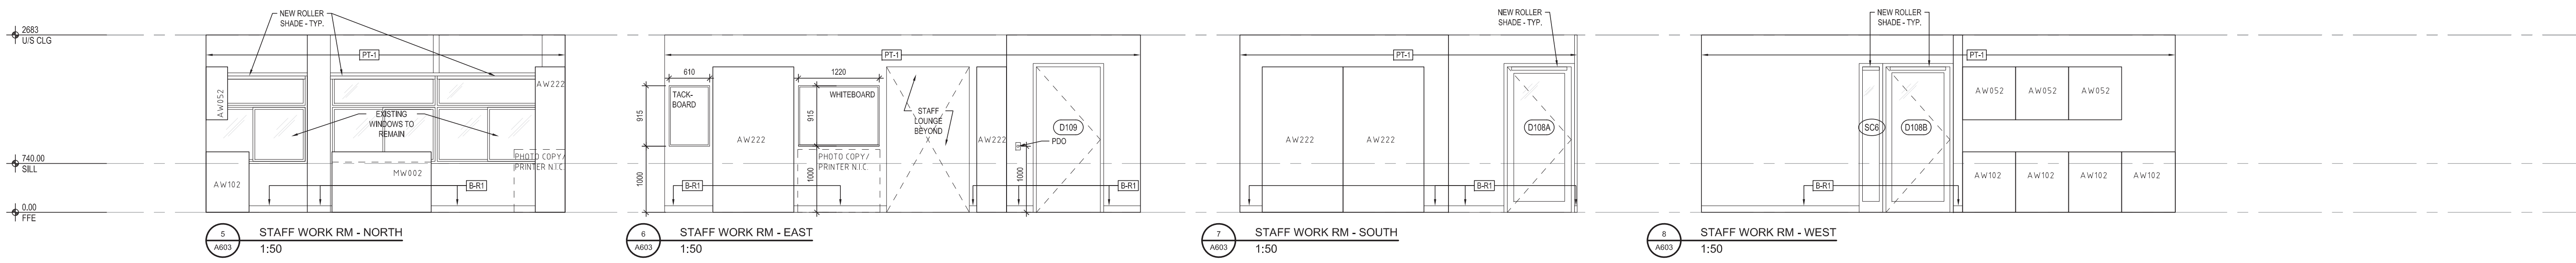 2683
U/S CLG
740.00
SILL
0.00
FFE
NEW ROLLER
SHADE - TYP.
PT-1
AW052
AW222
EXISTING
WINDOWS TO
REMAIN
PHOTO COPY/
PRINTER N.I.C.
MW002
AW102
B-R1
5
A603
STAFF WORK RM - NORTH
1:50
PT-1
610
1220
TACK-
BOARD
WHITEBOARD
915
915
STAFF
LOUNGE
BEYOND
AW222
AW222
D109
PDO
PHOTO COPY/
PRINTER N.I.C.
1000
1000
1000
B-R1
B-R1
6
A603
STAFF WORK RM - EAST
1:50
NEW ROLLER
SHADE - TYP.
PT-1
D108A
AW222
AW222
B-R1
7
A603
STAFF WORK RM - SOUTH
1:50
NEW ROLLER
SHADE - TYP.
PT-1
AW052
AW052
AW052
SC6
D108B
AW102
AW102
AW102
AW102
B-R1
8
A603
STAFF WORK RM - WEST
1:50